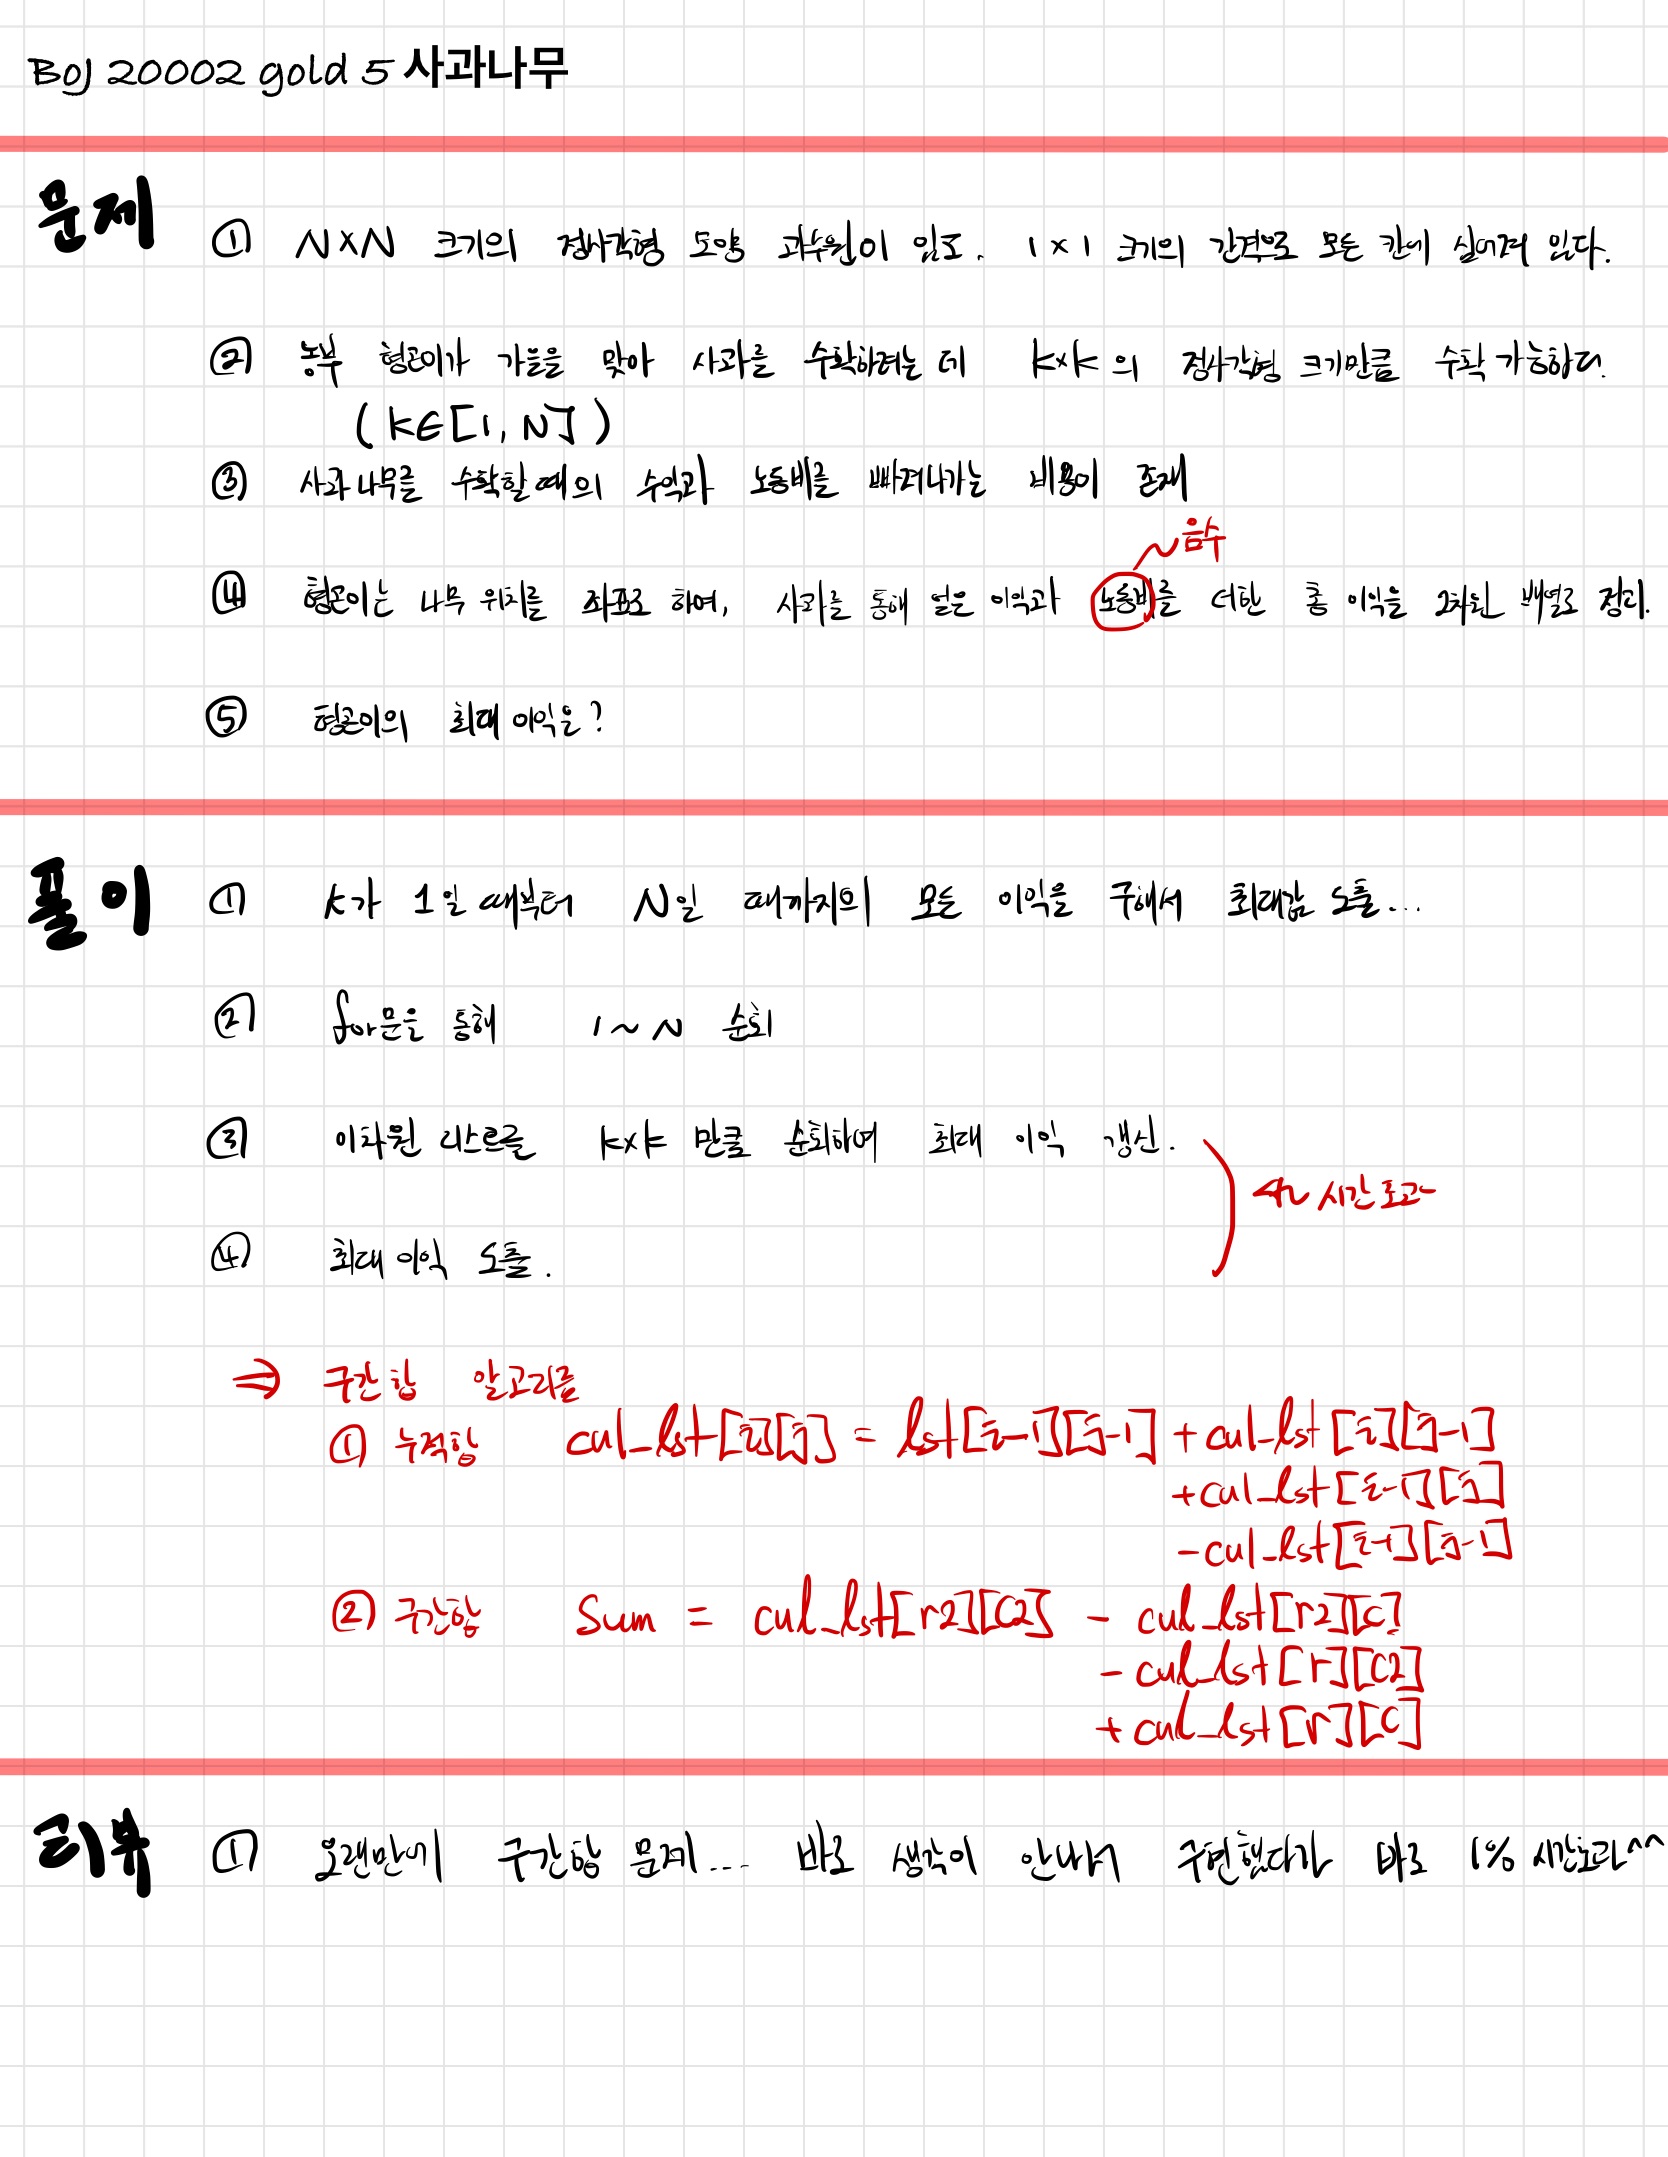 BOJ 20002 gold 5 사과나무
문제
① N×N 크기의 정사각형 모양 과수원이 있고. 1×1 크기의 간격으로 모든 칸에 심어져 있다.
② 농부 형곤이가 가을을 맞아 사과를 수확하려는 데 K×K의 정사각형 크기만큼 수확 가능하다.
(K∈[1, N])
③ 사과나무를 수확할 때의 수익과 노동비를 빠져나가는 비용이 존재
~음수
④ 형곤이는 나무 위치를 좌표로 하여, 사과를 통해 얻은 이익과 노동비를 더한 총 이익을 2차원 배열로 정리.
⑤ 형곤이의 최대 이익은?
풀이
① K가 1일 때부터 N일 때까지의 모든 이익을 구해서 최대값 도출...
② for문을 통해 1~N 순회
③ 이차원 리스트를 K×K 만큼 순회하며 최대 이익 갱신.
시간초과
④ 최대 이익 도출.
⇒ 구간합 알고리즘
① 누적합 cul_lst[i][j] = lst[i-1][j-1] + cul_lst[i][j-1]
+cul_lst[i-1][j]
-cul_lst[i-1][j-1]
② 구간합 Sum = cul_lst[r2][c2] - cul_lst[r2][c]
- cul_lst[r][c2]
+ cul_lst[r][c]
리뷰
① 오랜만에 구간합 문제... 바로 생각이 안나서 구현했다가 바로 1% 시간초과^^